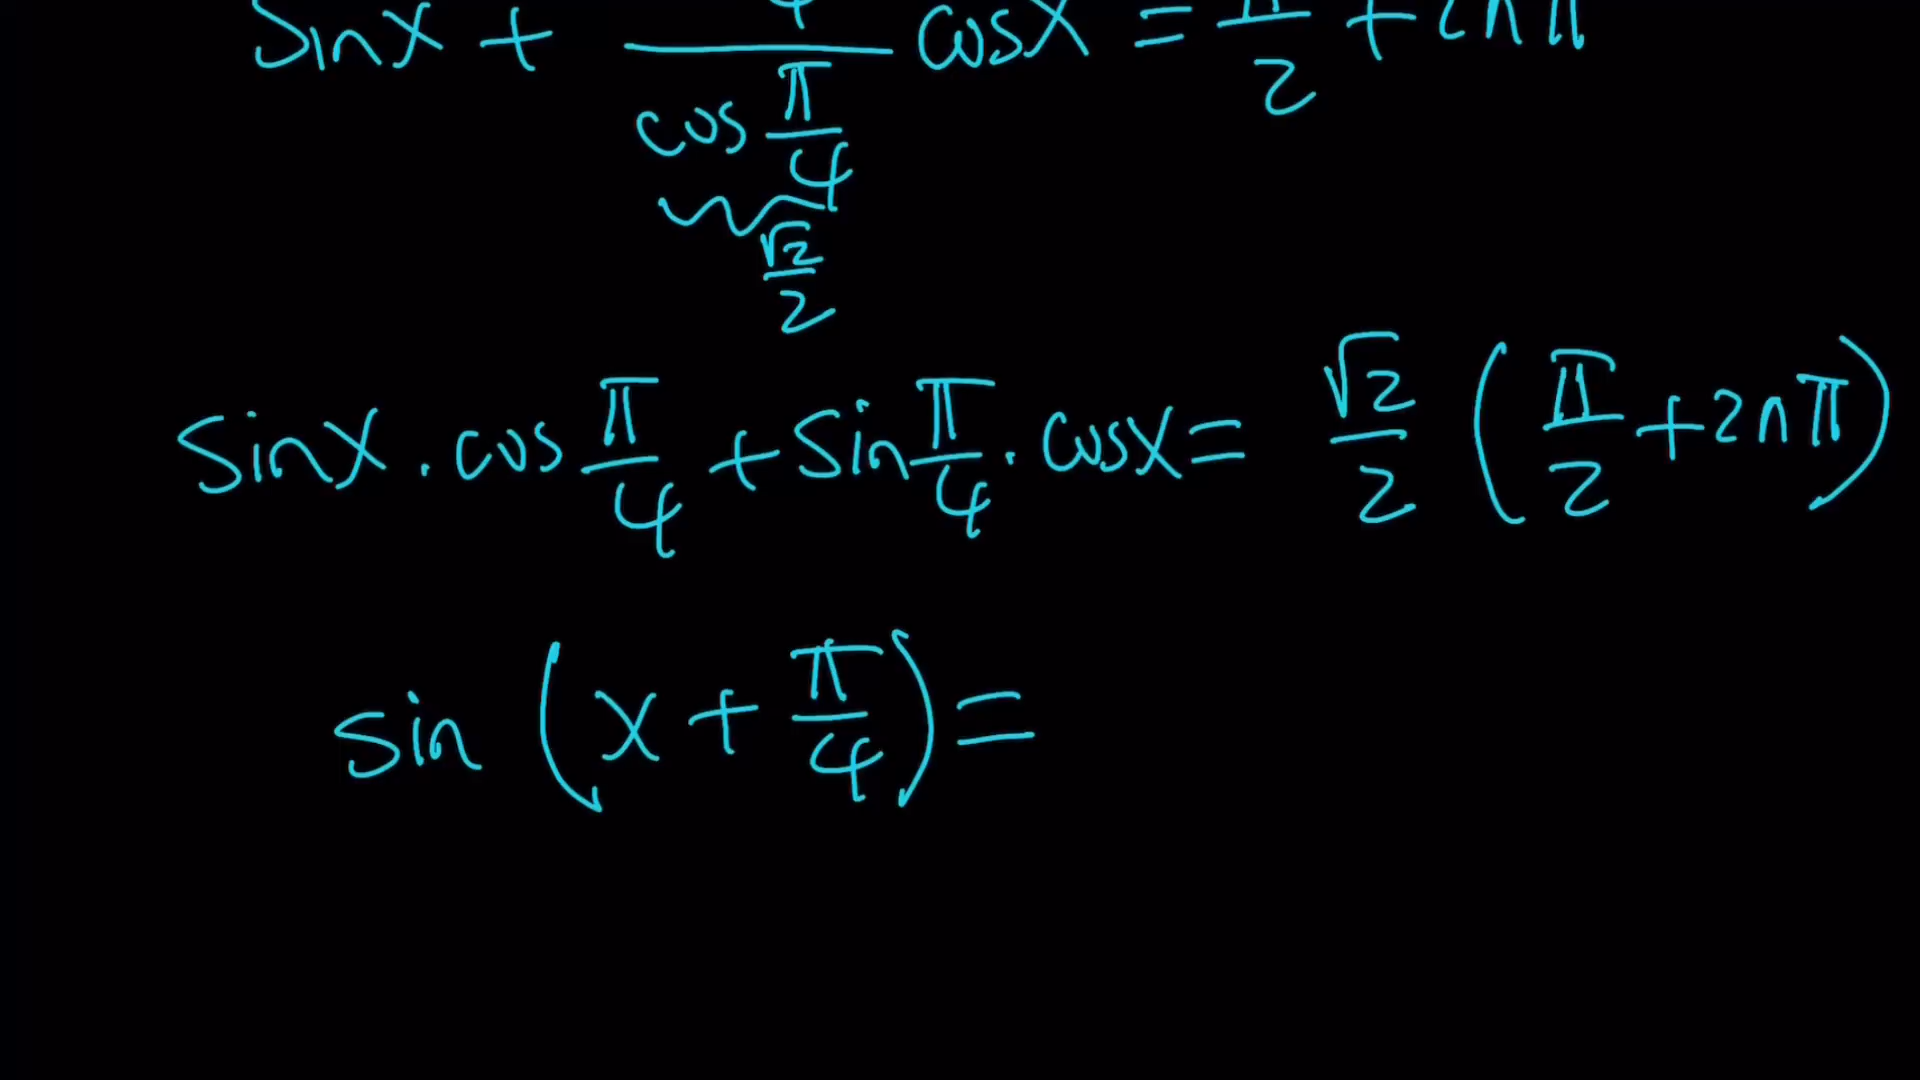 sinx + 4/(cos π/4) cosx = π/2 + 2nπ
√2/2
sinx . cos π/4 + sin π/4 . cosx = √2/2 (π/2 + 2nπ)
sin (x + π/4) =